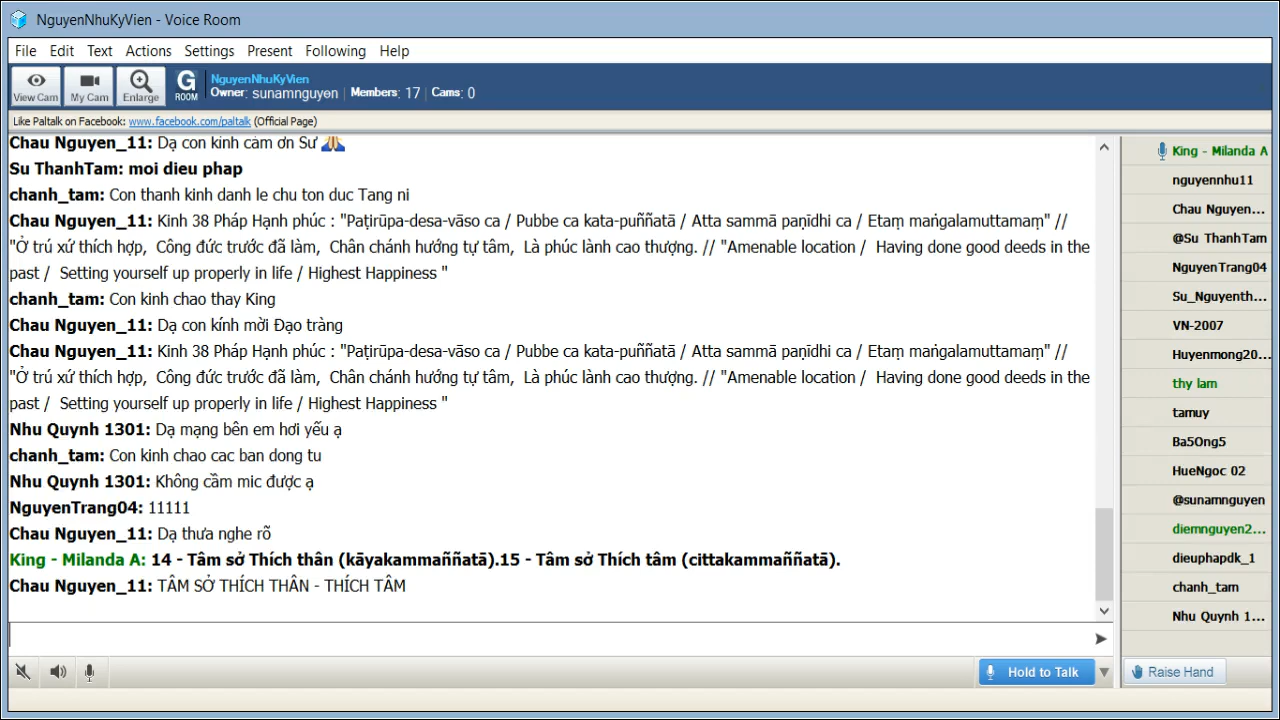 NguyenNhuKyVien - Voice Room
File Edit Text Actions Settings Present Following Help
View Cam My Cam Enlarge G ROOM
NguyenNhuKyVien
Owner: sunamnguyen | Members: 17 | Cams: 0
Like Paltalk on Facebook: www.facebook.com/paltalk (Official Page)
Chau Nguyen_11: Dạ con kính cảm ơn Sư 🙏
Su ThanhTam: moi dieu phap
chanh_tam: Con thanh kinh danh le chu ton duc Tang ni
Chau Nguyen_11: Kinh 38 Pháp Hạnh phúc : "Paṭirūpa-desa-vāso ca / Pubbe ca kata-puññatā / Atta sammā paṇīdhi ca / Etaṃ maṅgalamuttamaṃ" //
"Ở trú xứ thích hợp, Công đức trước đã làm, Chân chánh hướng tự tâm, Là phúc lành cao thượng. // "Amenable location / Having done good deeds in the
past / Setting yourself up properly in life / Highest Happiness "
chanh_tam: Con kinh chao thay King
Chau Nguyen_11: Dạ con kính mời Đạo tràng
Chau Nguyen_11: Kinh 38 Pháp Hạnh phúc : "Paṭirūpa-desa-vāso ca / Pubbe ca kata-puññatā / Atta sammā paṇīdhi ca / Etaṃ maṅgalamuttamaṃ" //
"Ở trú xứ thích hợp, Công đức trước đã làm, Chân chánh hướng tự tâm, Là phúc lành cao thượng. // "Amenable location / Having done good deeds in the
past / Setting yourself up properly in life / Highest Happiness "
Nhu Quynh 1301: Dạ mạng bên em hơi yếu ạ
chanh_tam: Con kinh chao cac ban dong tu
Nhu Quynh 1301: Không cầm mic được ạ
NguyenTrang04: 11111
Chau Nguyen_11: Dạ thưa nghe rõ
King - Milanda A: 14 - Tâm sở Thích thân (kāyakammaññatā).15 - Tâm sở Thích tâm (cittakammaññatā).
Chau Nguyen_11: TÂM SỞ THÍCH THÂN - THÍCH TÂM
King - Milanda A
nguyennhu11
Chau Nguyen...
@Su ThanhTam
NguyenTrang04
Su_Nguyenth...
VN-2007
Huyenmong20...
thy lam
tamuy
Ba5Ong5
HueNgoc 02
@sunamnguyen
diemnguyen2...
dieuphapdk_1
chanh_tam
Nhu Quynh 1...
Hold to Talk
Raise Hand